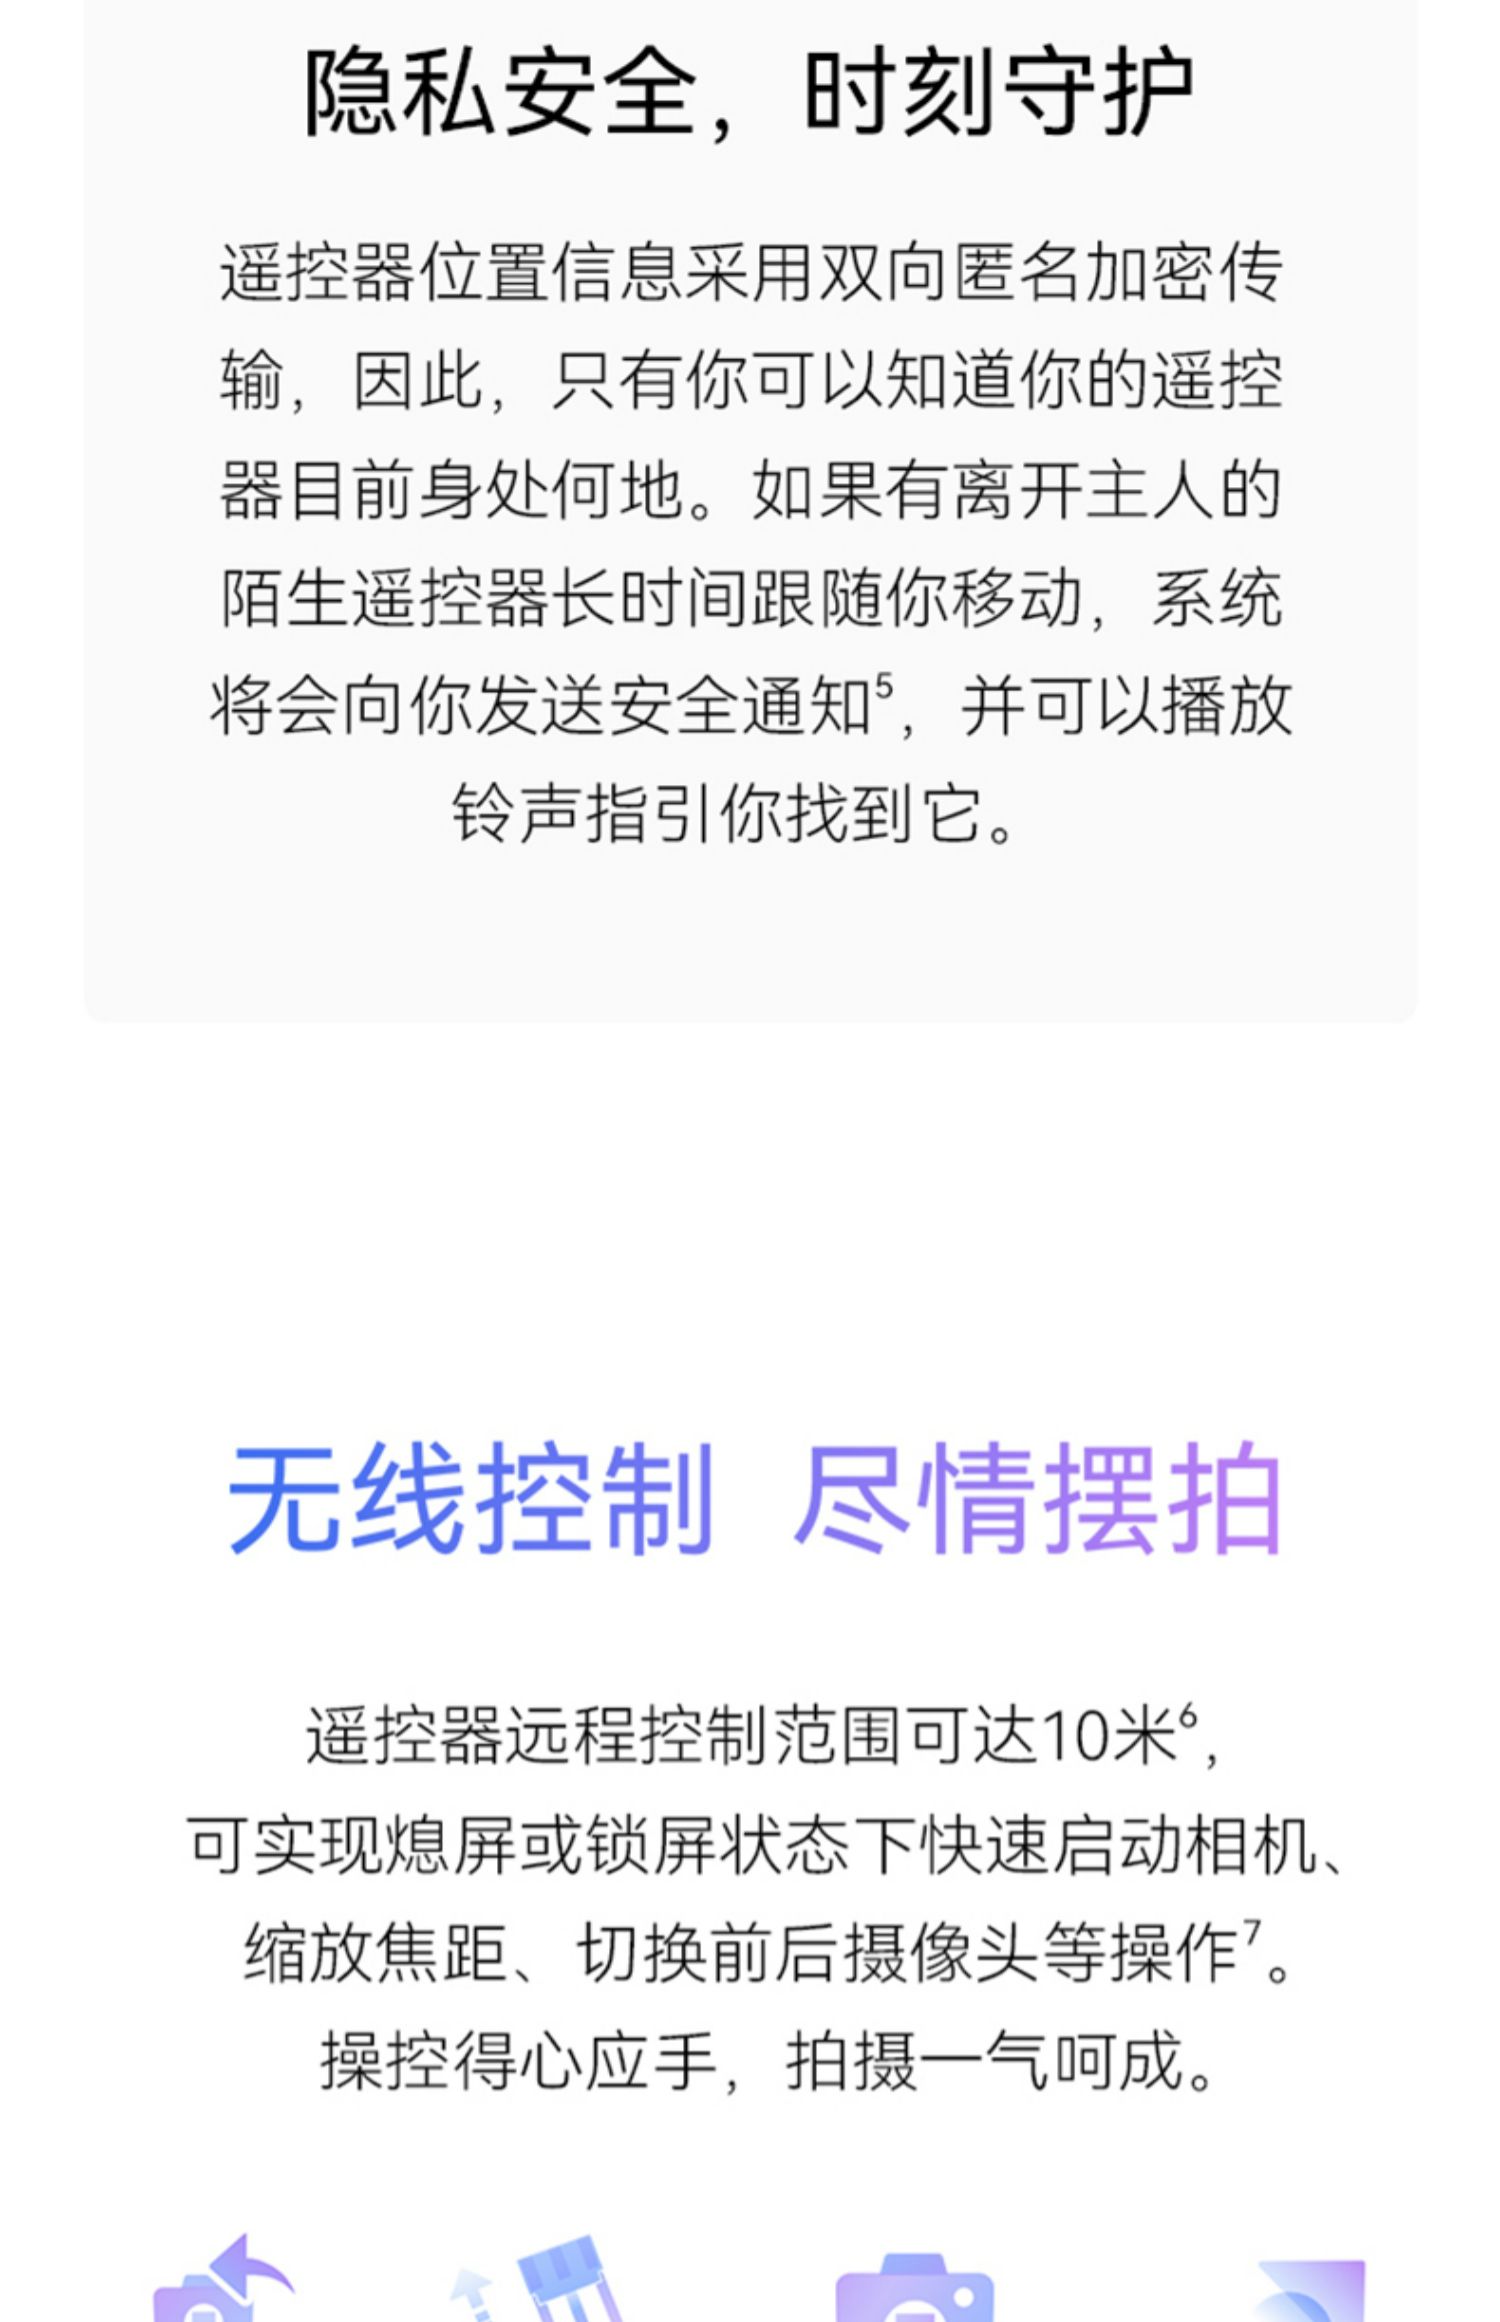 隐私安全，时刻守护
遥控器位置信息采用双向匿名加密传
输，因此，只有你可以知道你的遥控
器目前身处何地。如果有离开主人的
陌生遥控器长时间跟随你移动，系统
将会向你发送安全通知⁵，并可以播放
铃声指引你找到它。
无线控制 尽情摆拍
遥控器远程控制范围可达10米⁶，
可实现熄屏或锁屏状态下快速启动相机、
缩放焦距、切换前后摄像头等操作⁷。
操控得心应手，拍摄一气呵成。